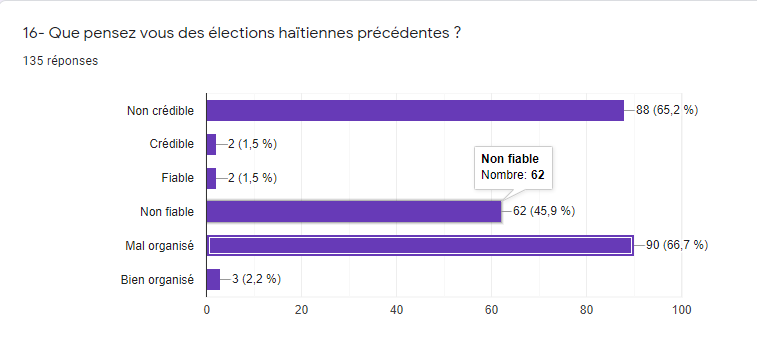 16- Que pensez vous des élections haïtiennes précédentes ?
135 réponses
Non crédible 88 (65,2 %)
Crédible 2 (1,5 %)
Fiable 2 (1,5 %)
Non fiable
Nombre: 62
Non fiable 62 (45,9 %)
Mal organisé 90 (66,7 %)
Bien organisé 3 (2,2 %)
0 20 40 60 80 100